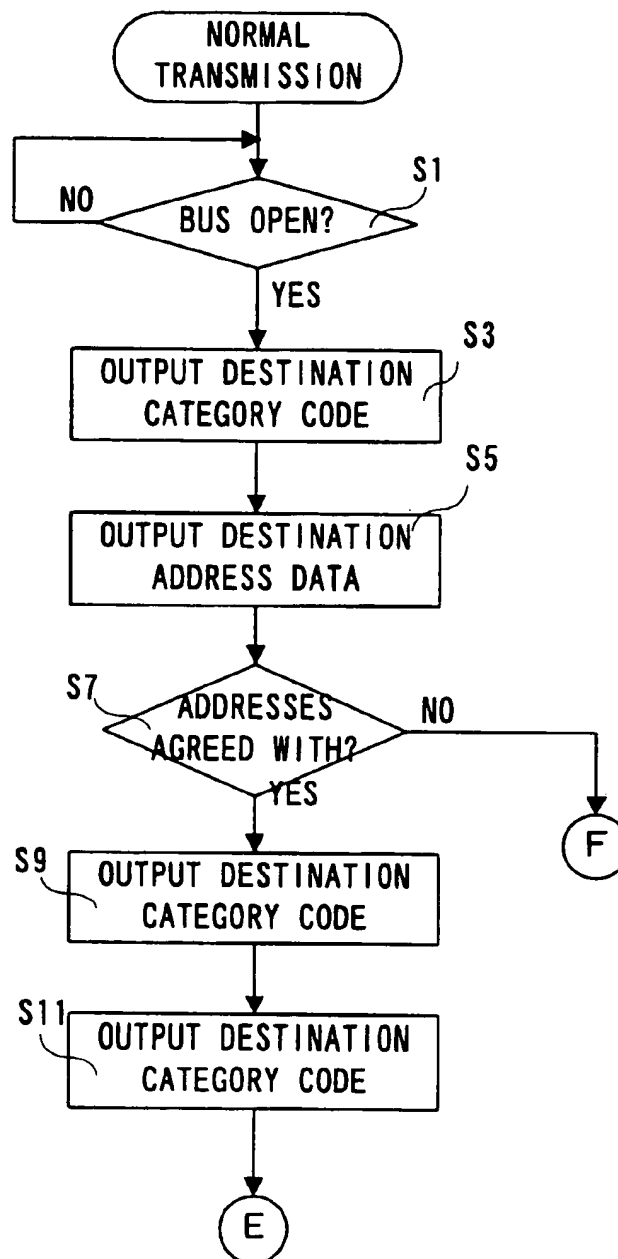 NORMAL
TRANSMISSION
S1
NO
BUS OPEN?
YES
S3
OUTPUT DESTINATION
CATEGORY CODE
S5
OUTPUT DESTINATION
ADDRESS DATA
S7
ADDRESSES
AGREED WITH?
NO
YES
F
S9
OUTPUT DESTINATION
CATEGORY CODE
S11
OUTPUT DESTINATION
CATEGORY CODE
E